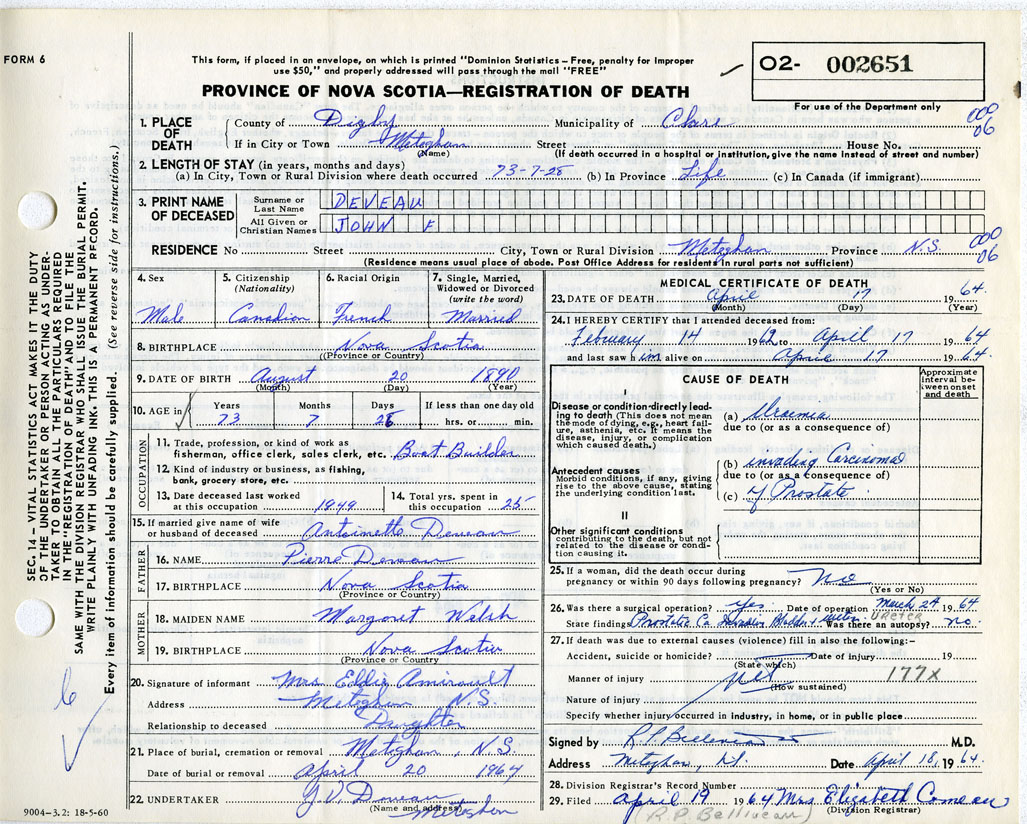 FORM 6
This form, if placed in an envelope, on which is printed "Dominion Statistics – Free, penalty for Improper
use $50," and properly addressed will pass through the mail "FREE"
O2- 002651
For use of the Department only
PROVINCE OF NOVA SCOTIA—REGISTRATION OF DEATH
1. PLACE OF DEATH
County of Digby Municipality of Clare 000
If in City or Town Meteghan Street House No. 06
(Name) (If death occurred in a hospital or institution, give the name instead of street and number)
2. LENGTH OF STAY (in years, months and days)
(a) In City, Town or Rural Division where death occurred 73-7-28 (b) In Province Life (c) In Canada (if immigrant)
3. PRINT NAME OF DECEASED
Surname or Last Name DEVEAU
All Given or Christian Names JOHN F
RESIDENCE No Street City, Town or Rural Division Meteghan Province N.S. 000
06
(Residence means usual place of abode. Post Office Address for residents in rural parts not sufficient)
4. Sex Male
5. Citizenship (Nationality) Canadian
6. Racial Origin French
7. Single, Married, Widowed or Divorced (write the word) Married
8. BIRTHPLACE Nova Scotia
(Province or Country)
9. DATE OF BIRTH August 20 1890
(Month) (Day) (Year)
10. AGE in Years Months Days If less than one day old
73 7 28 hrs. or min.
OCCUPATION
11. Trade, profession, or kind of work as
fisherman, office clerk, sales clerk, etc. Boat Builder
12. Kind of industry or business, as fishing,
bank, grocery store, etc.
13. Date deceased last worked
at this occupation 1949
14. Total yrs. spent in
this occupation 25
15. If married give name of wife
or husband of deceased Antoinette Deveau
FATHER
16. NAME Pierre Deveau
17. BIRTHPLACE Nova Scotia
(Province or Country)
MOTHER
18. MAIDEN NAME Margaret Welsh
19. BIRTHPLACE Nova Scotia
(Province or Country
20. Signature of informant Mrs Eddie Amirault
Address Meteghan N.S.
Relationship to deceased Daughter
21. Place of burial, cremation or removal Meteghan, N.S.
Date of burial or removal April 20 1964
22. UNDERTAKER J.V. Deveau
(Name and address) Meteghan
MEDICAL CERTIFICATE OF DEATH
23. DATE OF DEATH April 17 1964
(Month) (Day) (Year)
24. I HEREBY CERTIFY that I attended deceased from:
February 14 1962 to April 17 1964
and last saw him alive on April 17 1964
CAUSE OF DEATH
Approximate interval between onset and death
I
Disease or condition directly leading
to death (This does not mean
the mode of dying, e.g., heart failure,
asthenia, etc. It means the
disease, injury, or complication
which caused death.)
(a) Uraemia
due to (or as a consequence of)
Antecedent causes
Morbid conditions, if any, giving
rise to the above cause, stating
the underlying condition last.
(b) invading Carcinoma
due to (or as a consequence of)
(c) of Prostate
II
Other significant conditions
contributing to the death, but not
related to the disease or condition
causing it.
25. If a woman, did the death occur during
pregnancy or within 90 days following pregnancy? No
(Yes or No)
26. Was there a surgical operation? Yes Date of operation March 24 1964
State findings Prostate Ca Bladder + ureter URETER Was there an autopsy? no
27. If death was due to external causes (violence) fill in also the following:–
Accident, suicide or homicide? Date of injury 19
(State which)
Manner of injury 177X
(How sustained)
Nature of injury
Specify whether injury occurred in industry, in home, or in public place
Signed by R.P. Belliveau M.D.
Address Meteghan, N.S. Date April 18, 1964
28. Division Registrar's Record Number
29. Filed April 19 1964 Mrs Elizabeth Comeau
(R.P. Belliveau) (Division Registrar)
SEC. 14 – VITAL STATISTICS ACT MAKES IT THE DUTY
OF THE UNDERTAKER OR PERSON ACTING AS UNDERTAKER
TO OBTAIN ALL THE PARTICULARS REQUIRED
IN THE "REGISTRATION OF DEATH" AND TO FILE THE
SAME WITH THE DIVISION REGISTRAR WHO SHALL ISSUE THE BURIAL PERMIT.
WRITE PLAINLY WITH UNFADING INK. THIS IS A PERMANENT RECORD.
Every item of information should be carefully supplied. (See reverse side for instructions.)
6
9004–3.2: 18-5-60